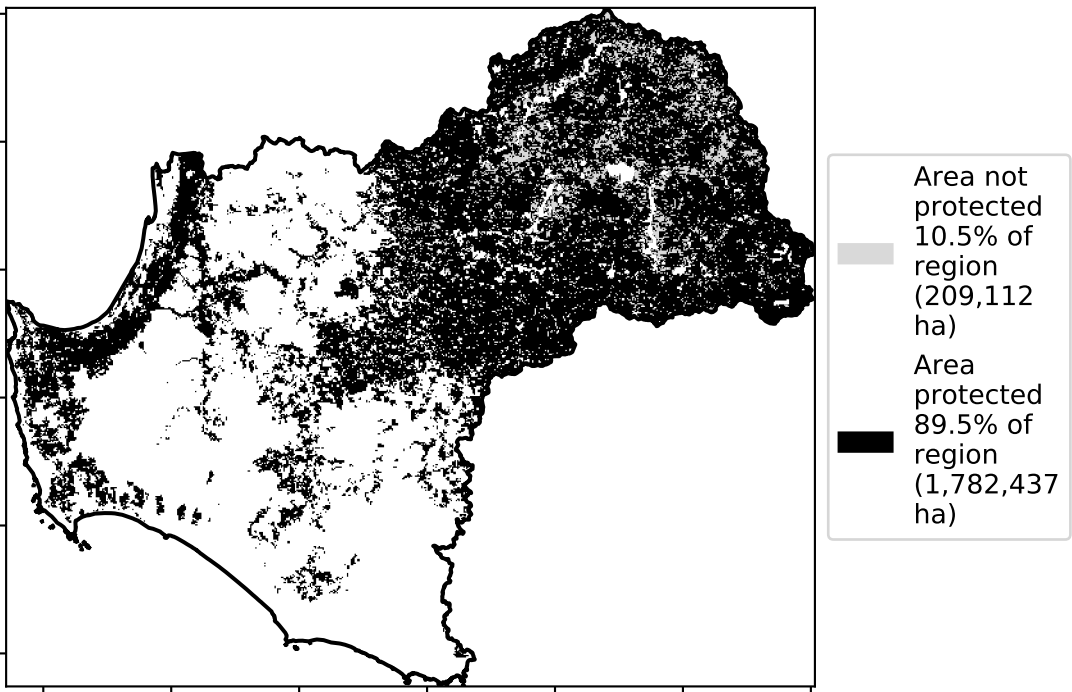 Area not
protected
10.5% of
region
(209,112
ha)
Area
protected
89.5% of
region
(1,782,437
ha)